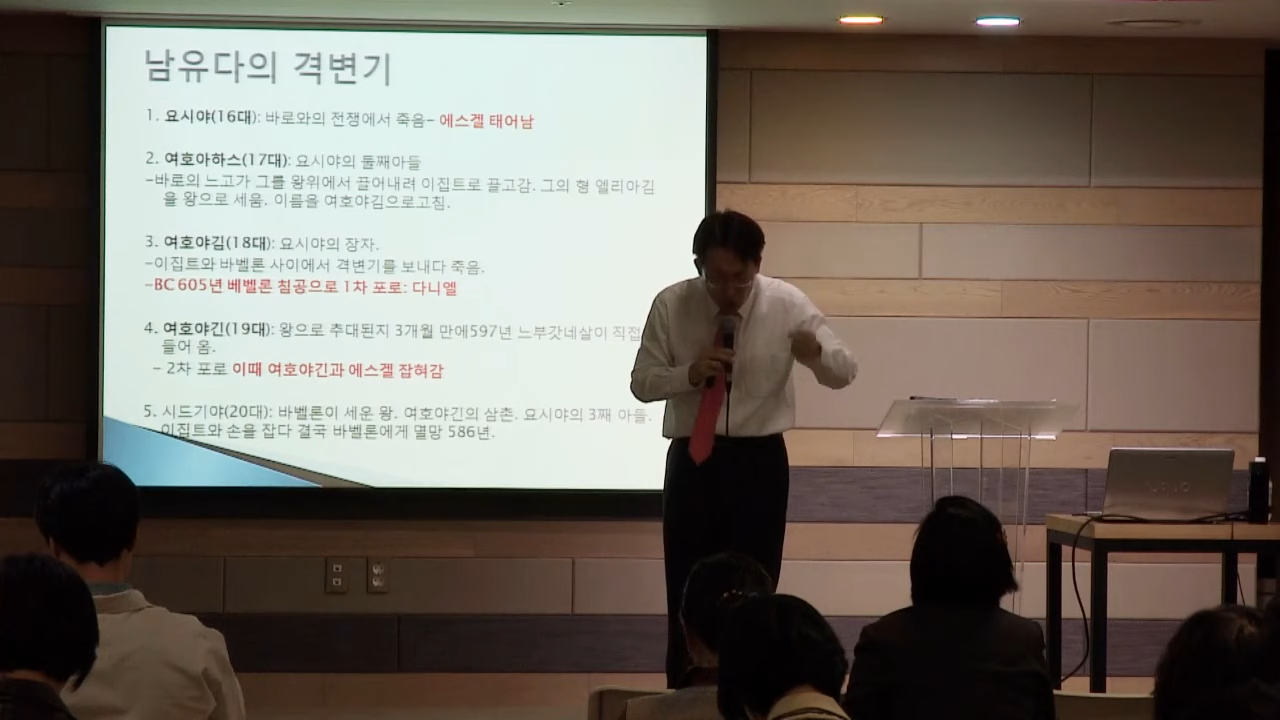 남유다의 격변기
1. 요시야(16대): 바로와의 전쟁에서 죽음- 에스겔 태어남
2. 여호아하스(17대): 요시야의 둘째아들
-바로의 느고가 그를 왕위에서 끌어내려 이집트로 끌고감. 그의 형 엘리아김
을 왕으로 세움. 이름을 여호야김으로고침.
3. 여호야김(18대): 요시야의 장자.
-이집트와 바벨론 사이에서 격변기를 보내다 죽음.
-BC 605년 베벨론 침공으로 1차 포로: 다니엘
4. 여호야긴(19대): 왕으로 추대된지 3개월 만에597년 느부갓네살이 직접
들어 옴.
- 2차 포로 이때 여호야긴과 에스겔 잡혀감
5. 시드기야(20대): 바벨론이 세운 왕. 여호야긴의 삼촌. 요시야의 3째 아들.
이집트와 손을 잡다 결국 바벨론에게 멸망 586년.
VAIO